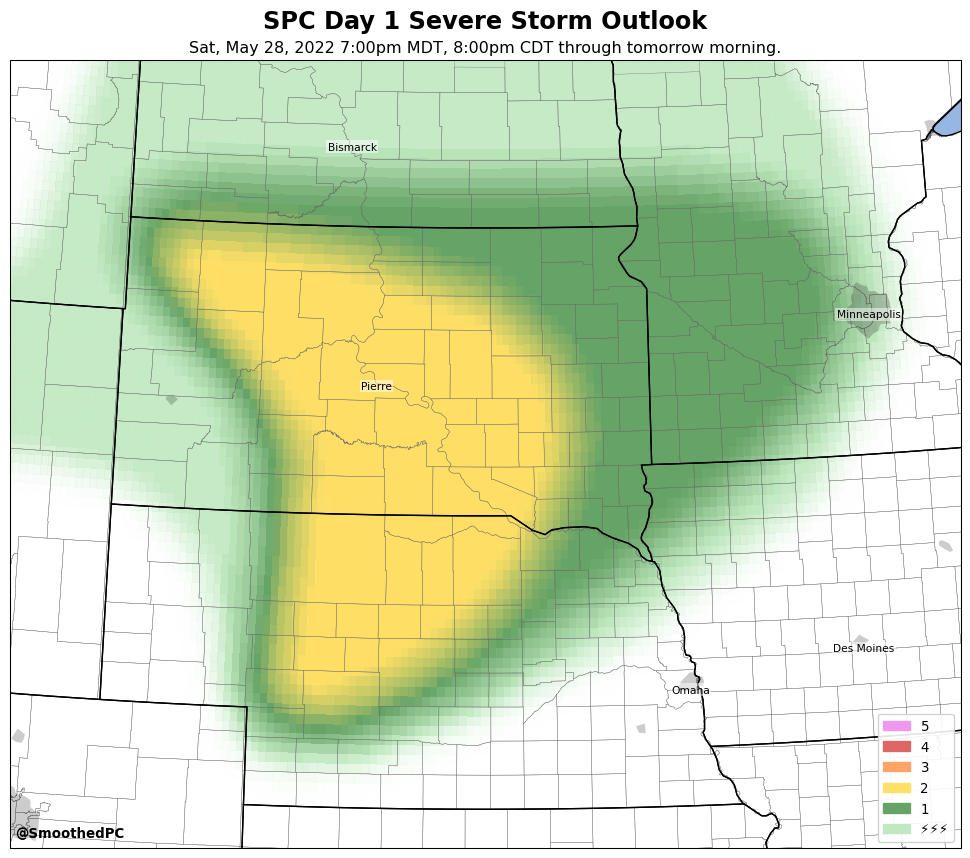 SPC Day 1 Severe Storm Outlook
Sat, May 28, 2022 7:00pm MDT, 8:00pm CDT through tomorrow morning.
Bismarck
Minneapolis
Pierre
Des Moines
Omaha
5
4
3
2
1
⚡⚡⚡
@SmoothedPC